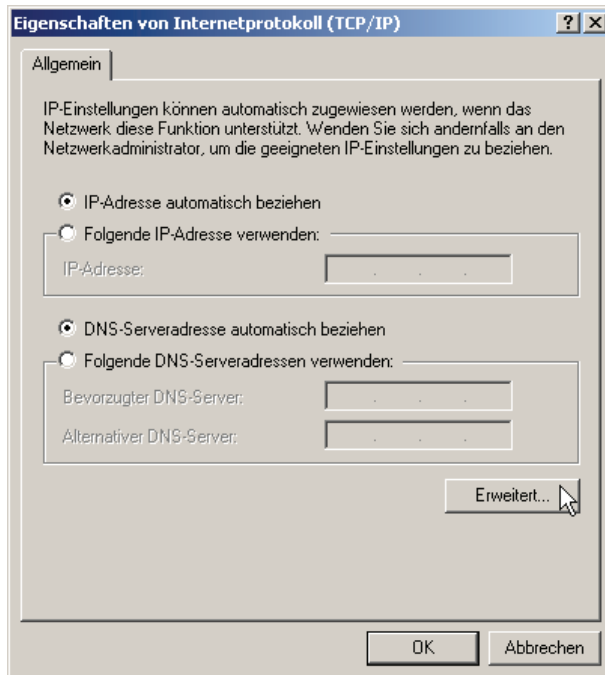 Eigenschaften von Internetprotokoll (TCP/IP)
Allgemein
IP-Einstellungen können automatisch zugewiesen werden, wenn das
Netzwerk diese Funktion unterstützt. Wenden Sie sich andernfalls an den
Netzwerkadministrator, um die geeigneten IP-Einstellungen zu beziehen.
IP-Adresse automatisch beziehen
Folgende IP-Adresse verwenden:
IP-Adresse:
DNS-Serveradresse automatisch beziehen
Folgende DNS-Serveradressen verwenden:
Bevorzugter DNS-Server:
Alternativer DNS-Server:
Erweitert...
OK
Abbrechen